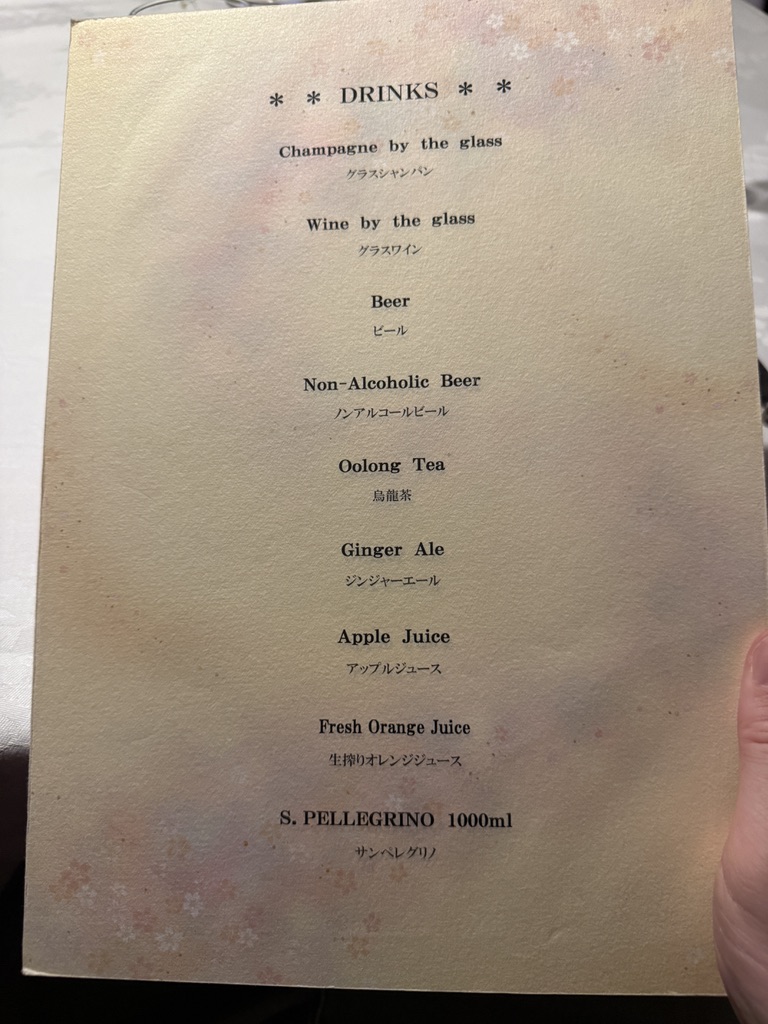 * * DRINKS * *
Champagne by the glass
グラスシャンパン
Wine by the glass
グラスワイン
Beer
ビール
Non-Alcoholic Beer
ノンアルコールビール
Oolong Tea
烏龍茶
Ginger Ale
ジンジャーエール
Apple Juice
アップルジュース
Fresh Orange Juice
生搾りオレンジジュース
S. PELLEGRINO 1000ml
サンペレグリノ